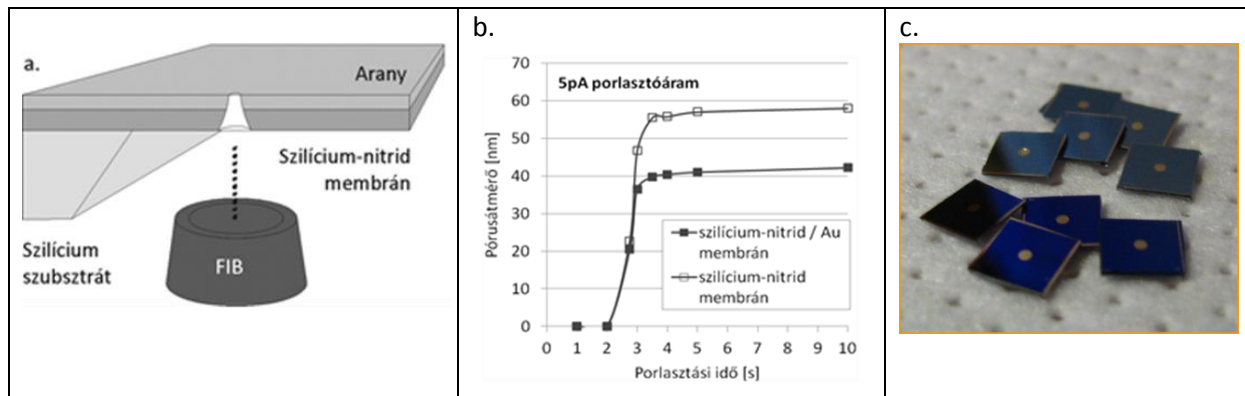 a.
Arany
Szilícium-nitrid
membrán
Szilícium
szubsztrát
FIB
b.
5pA porlasztóáram
Pórusátmérő [nm]
70
60
50
40
30
20
10
0
szilícium-nitrid / Au
membrán
szilícium-nitrid
membrán
0 1 2 3 4 5 6 7 8 9 10
Porlasztási idő [s]
c.